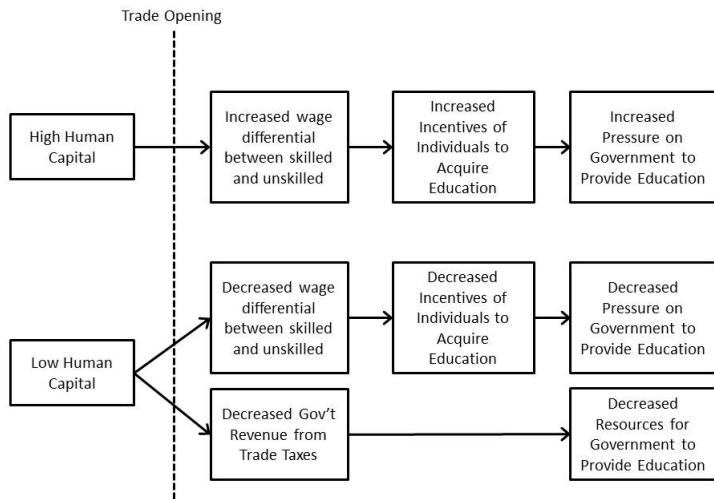 Trade Opening
High Human
Capital
Increased wage
differential
between skilled
and unskilled
Increased
Incentives of
Individuals to
Acquire
Education
Increased
Pressure on
Government to
Provide Education
Low Human
Capital
Decreased wage
differential
between skilled
and unskilled
Decreased
Incentives of
Individuals to
Acquire
Education
Decreased
Pressure on
Government to
Provide Education
Decreased Gov’t
Revenue from
Trade Taxes
Decreased
Resources for
Government to
Provide Education